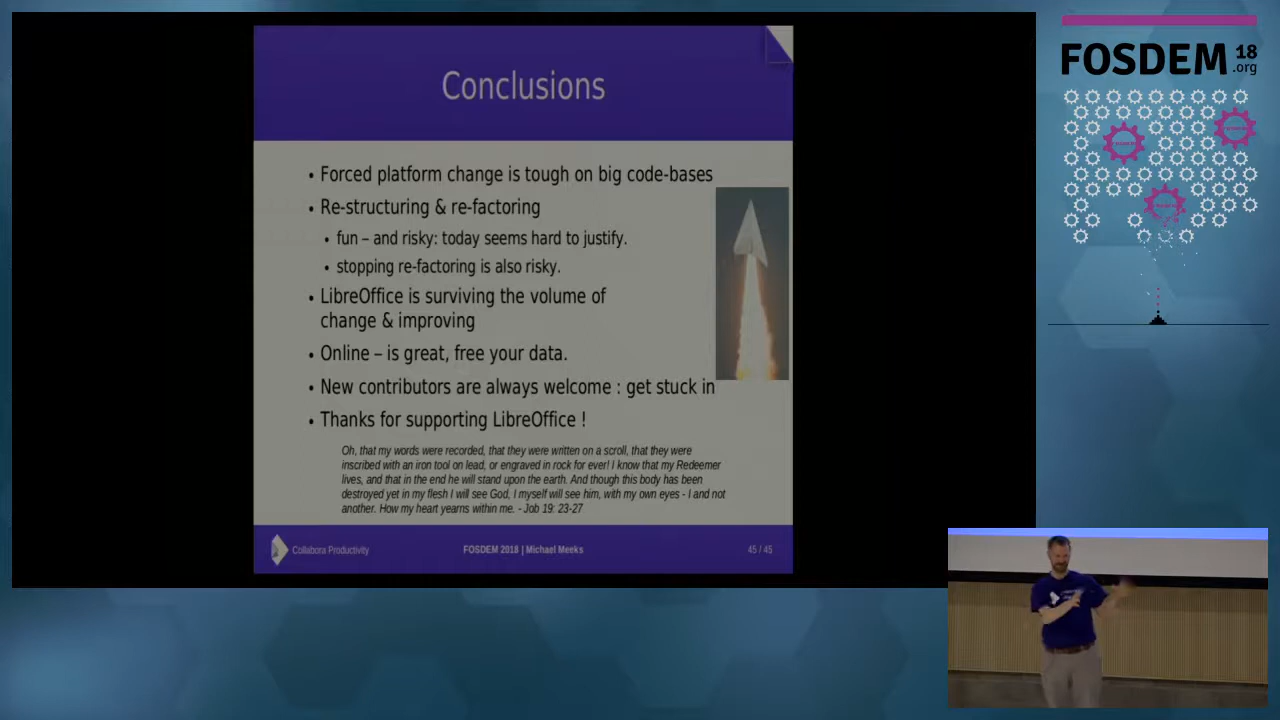 Conclusions
• Forced platform change is tough on big code-bases
• Re-structuring & re-factoring
• fun – and risky: today seems hard to justify.
• stopping re-factoring is also risky.
• LibreOffice is surviving the volume of
change & improving
• Online – is great, free your data.
• New contributors are always welcome : get stuck in
• Thanks for supporting LibreOffice !
Oh, that my words were recorded, that they were written on a scroll, that they were
inscribed with an iron tool on lead, or engraved in rock for ever! I know that my Redeemer
lives, and that in the end he will stand upon the earth. And though this body has been
destroyed yet in my flesh I will see God, I myself will see him, with my own eyes - I and not
another. How my heart yearns within me. - Job 19: 23-27
Collabora Productivity
FOSDEM 2018 | Michael Meeks
45 / 45
FOSDEM 18
.org